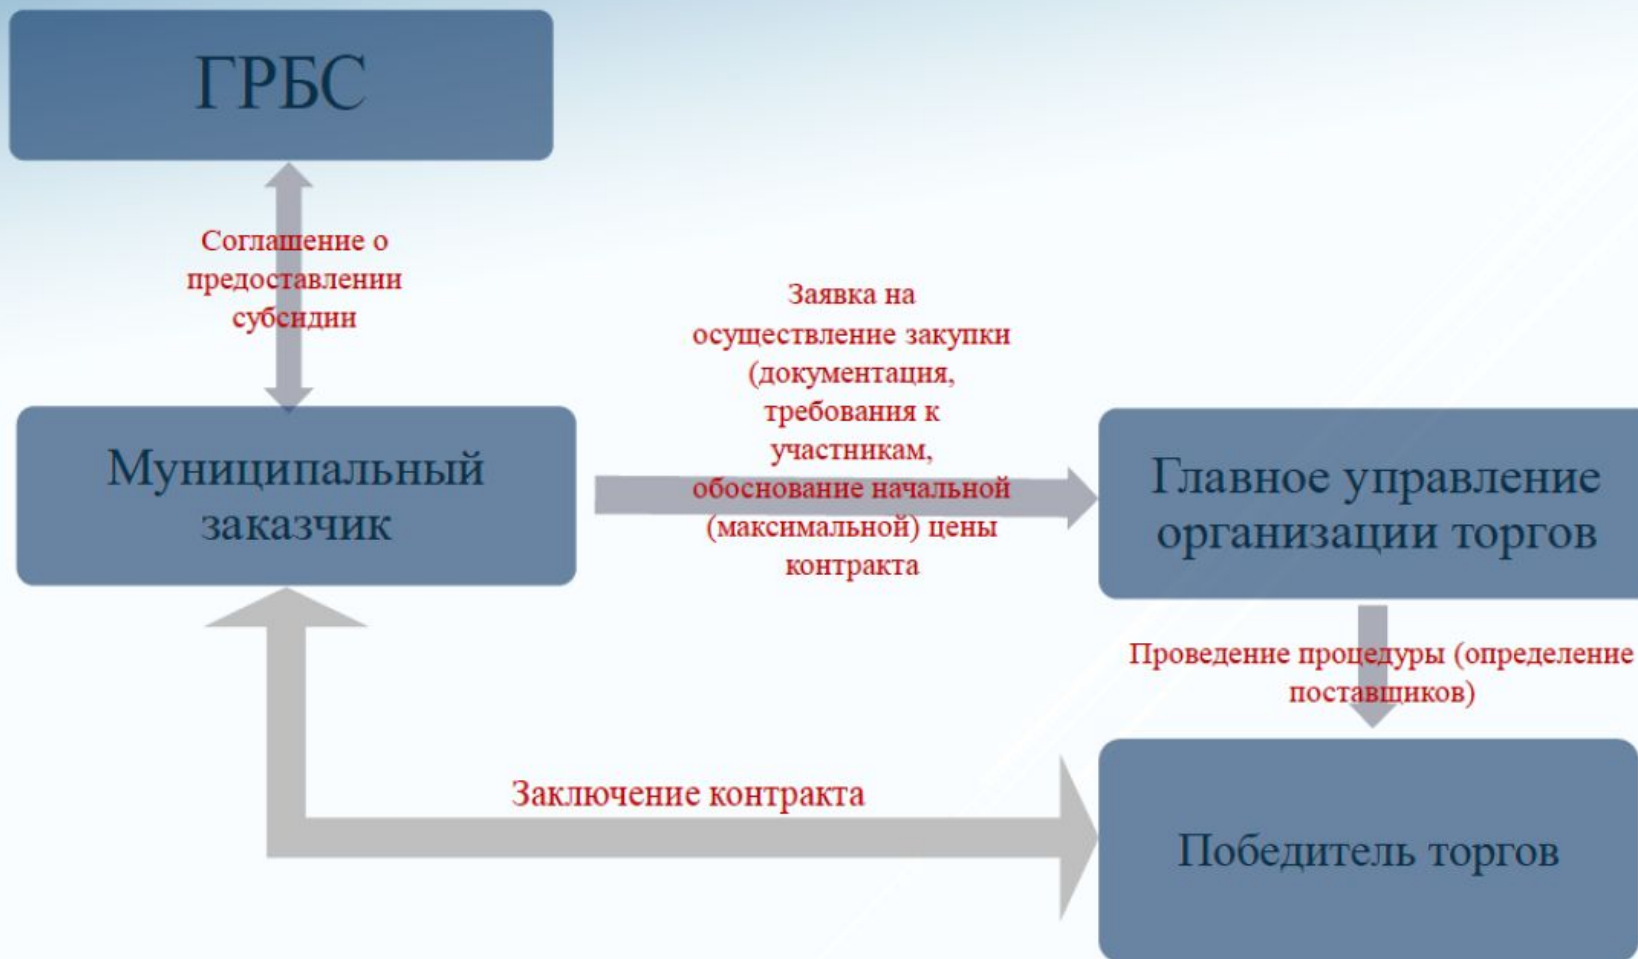 ГРБС
Соглашение о
предоставлении
субсидии
Заявка на
осуществление закупки
(документация,
требования к
участникам,
обоснование начальной
(максимальной) цены
контракта
Муниципальный
заказчик
Главное управление
организации торгов
Проведение процедуры (определение
поставщиков)
Заключение контракта
Победитель торгов